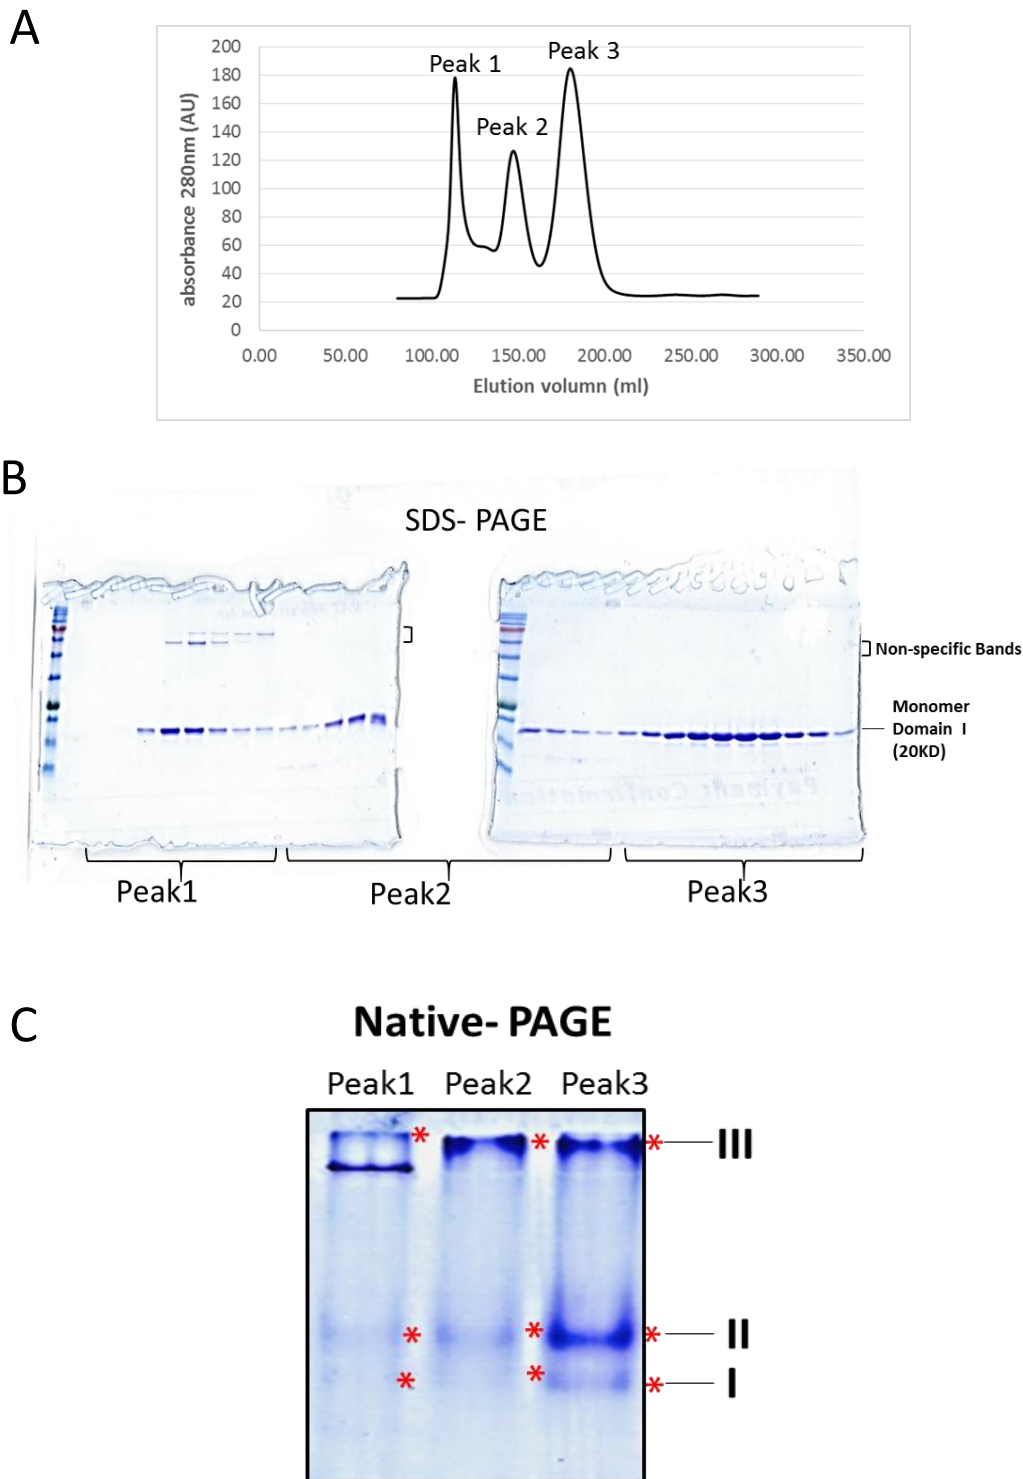 A
200
180
160
140
120
100
80
60
40
20
0
absorbance 280nm (AU)
Peak 1
Peak 2
Peak 3
0.00 50.00 100.00 150.00 200.00 250.00 300.00 350.00
Elution volumn (ml)
B
SDS- PAGE
Non-specific Bands
Monomer
Domain I
(20KD)
Payment Confirmation
Peak1
Peak2
Peak3
C
Native- PAGE
Peak1 Peak2 Peak3
* * * III
* * * II
* * * I